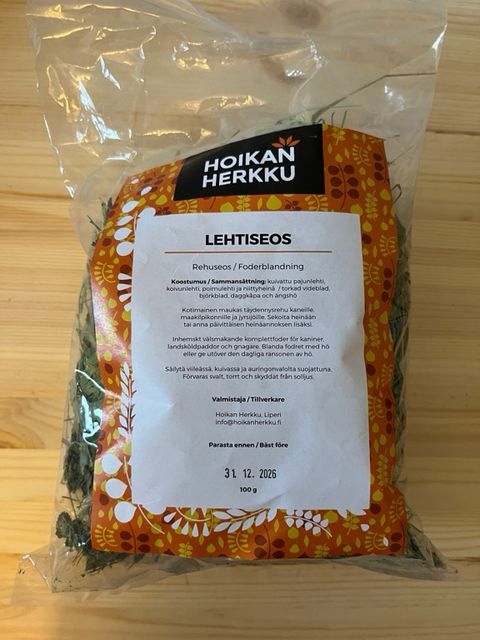 HOIKAN
HERKKU
LEHTISEOS
Rehuseos / Foderblandning
Koostumus / Sammansättning: kuivattu pajunlehti,
koivunlehti, poimulehti ja niittyheinä / torkad videblad,
björkblad, daggkåpa och ängshö
Kotimainen maukas täydennysrehu kaneille,
maakilpikonnille ja jyrsijöille. Sekoita heinään
tai anna päivittäisen heinäannoksen lisäksi.
Inhemskt välsmakande komplettfoder för kaniner,
landsköldpaddor och gnagare. Blanda fodret med hö
eller ge utöver den dagliga ransonen av hö.
Säilytä viileässä, kuivassa ja auringonvalolta suojattuna.
Förvaras svalt, torrt och skyddat från solljus.
Valmistaja / Tillverkare
Hoikan Herkku, Liperi
info@hoikanherkku.fi
Parasta ennen / Bäst före
31. 12. 2026
100 g